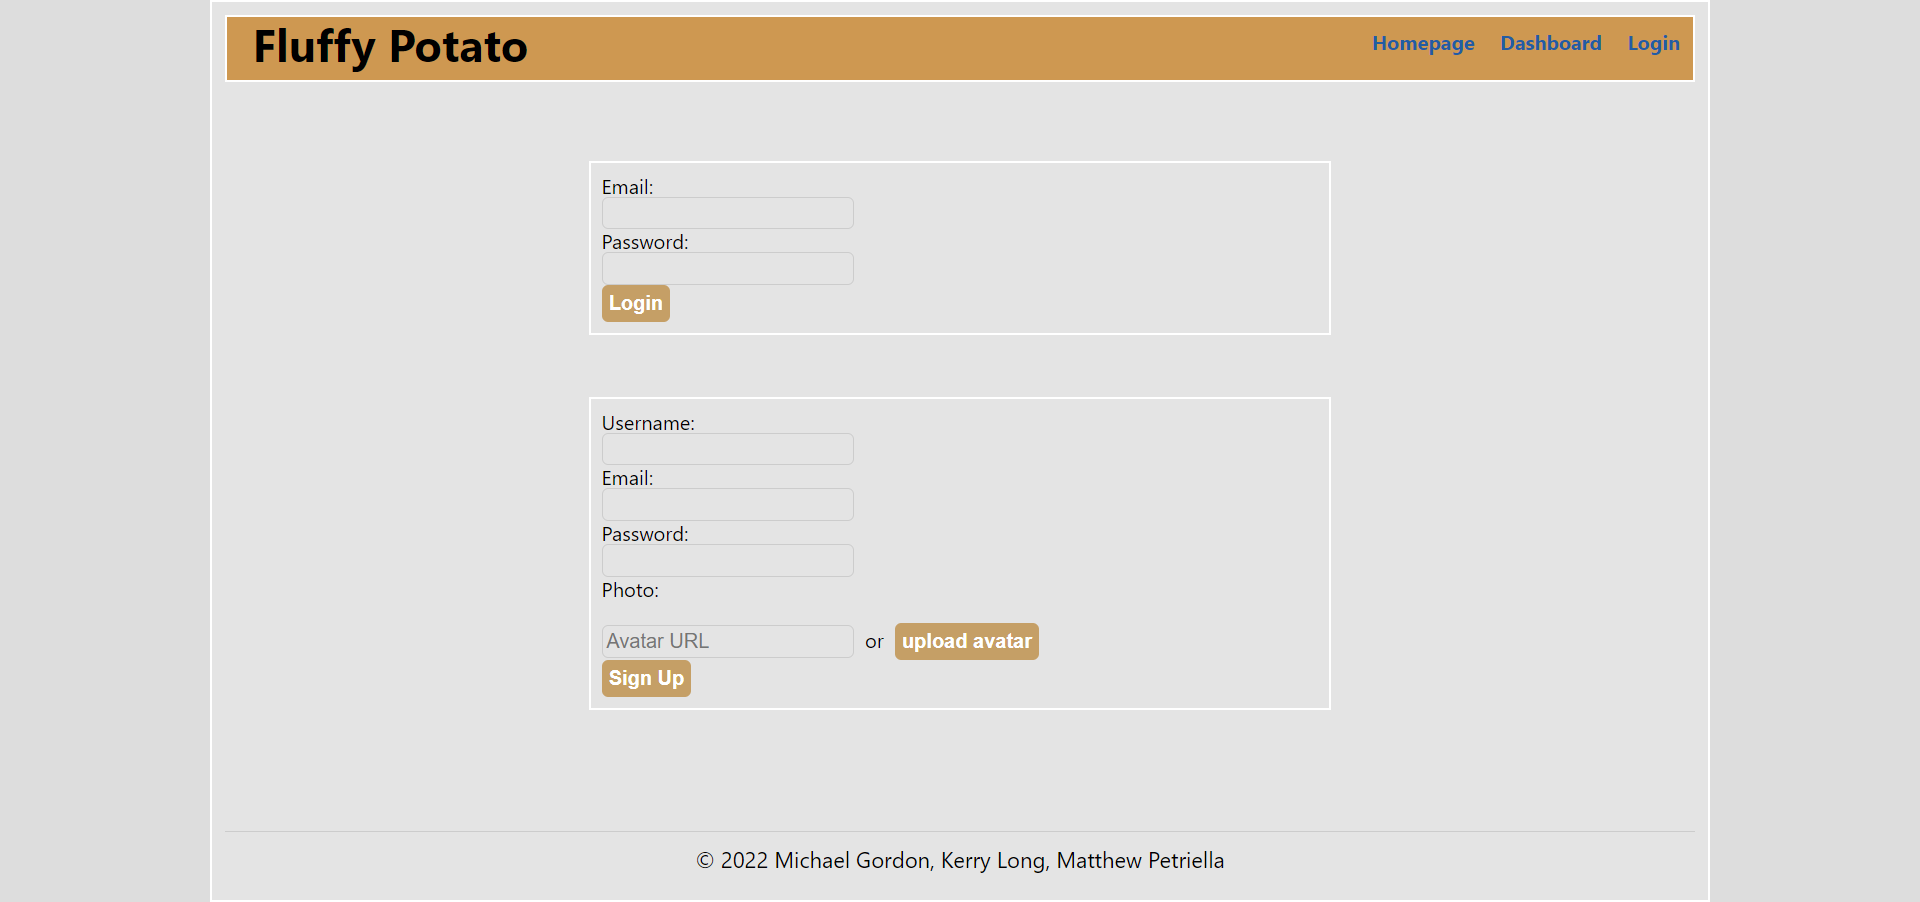 Fluffy Potato
Homepage Dashboard Login
Email:
Password:
Login
Username:
Email:
Password:
Photo:
Avatar URL or upload avatar
Sign Up
© 2022 Michael Gordon, Kerry Long, Matthew Petriella